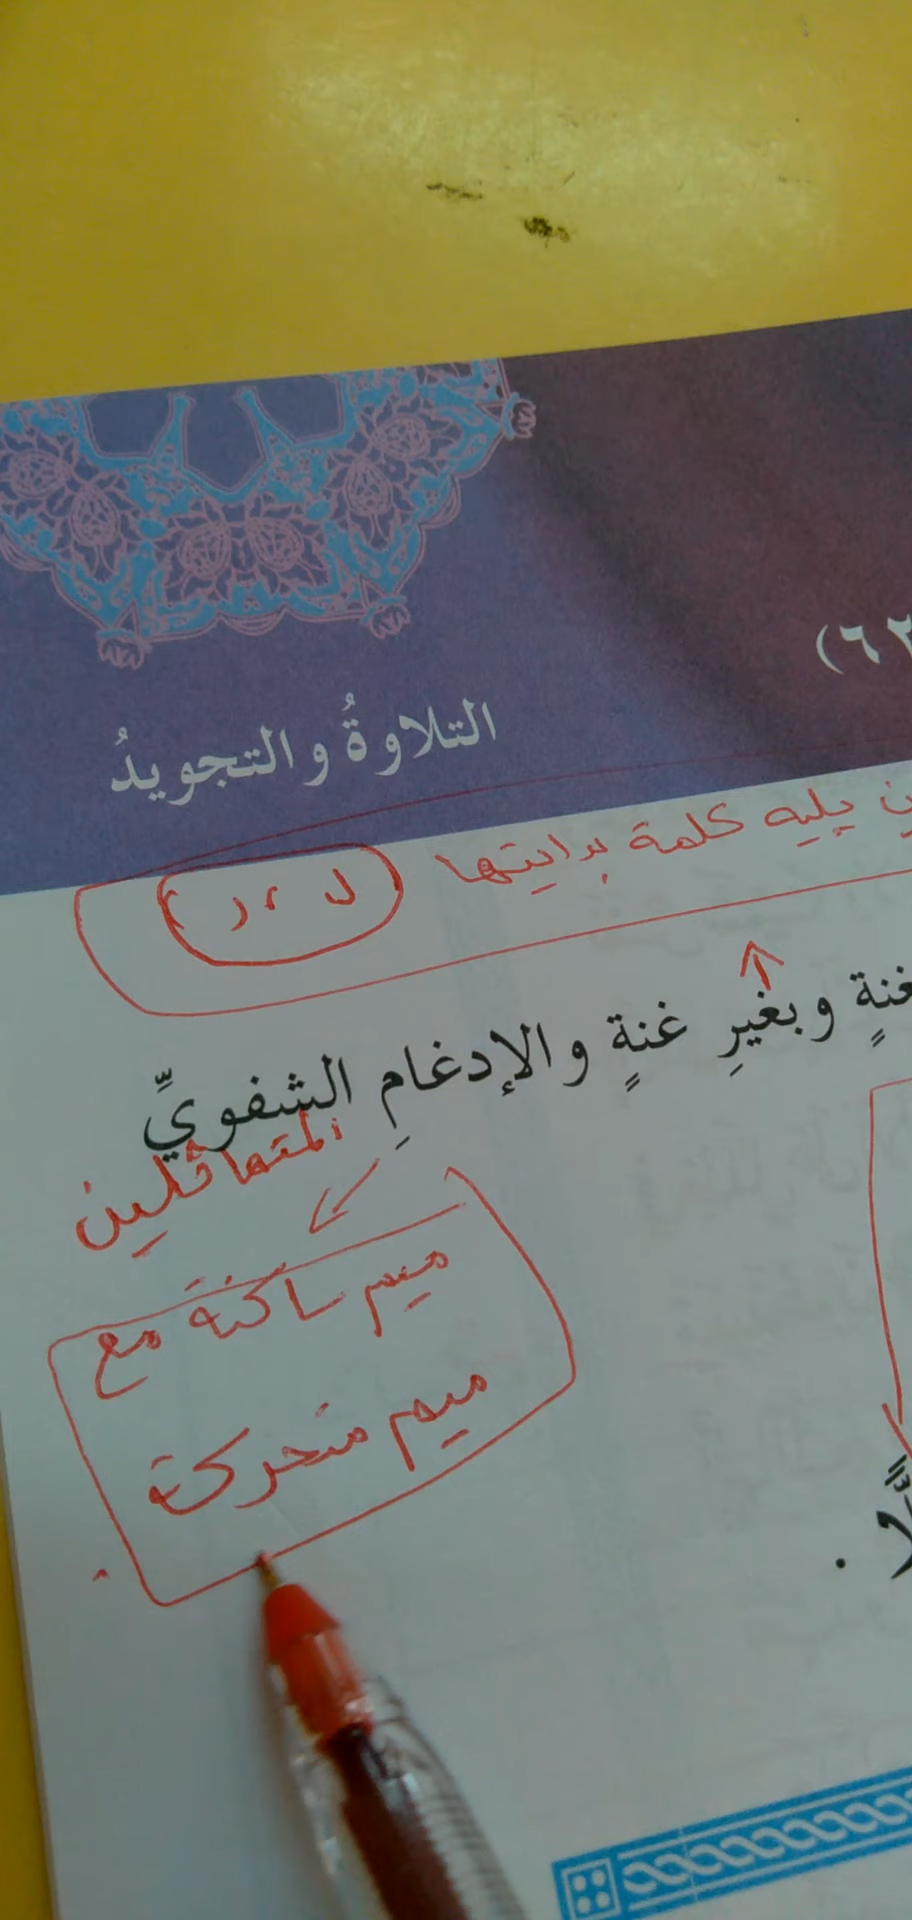 (٦٢
التلاوةُ والتجويدُ
يليه كلمة بدايتها (ل ، ر)
غنةٍ وبغيرِ غنةٍ والإدغامِ الشفويِّ
المتماثلين
ميم ساكنة مع
ميم متحركة